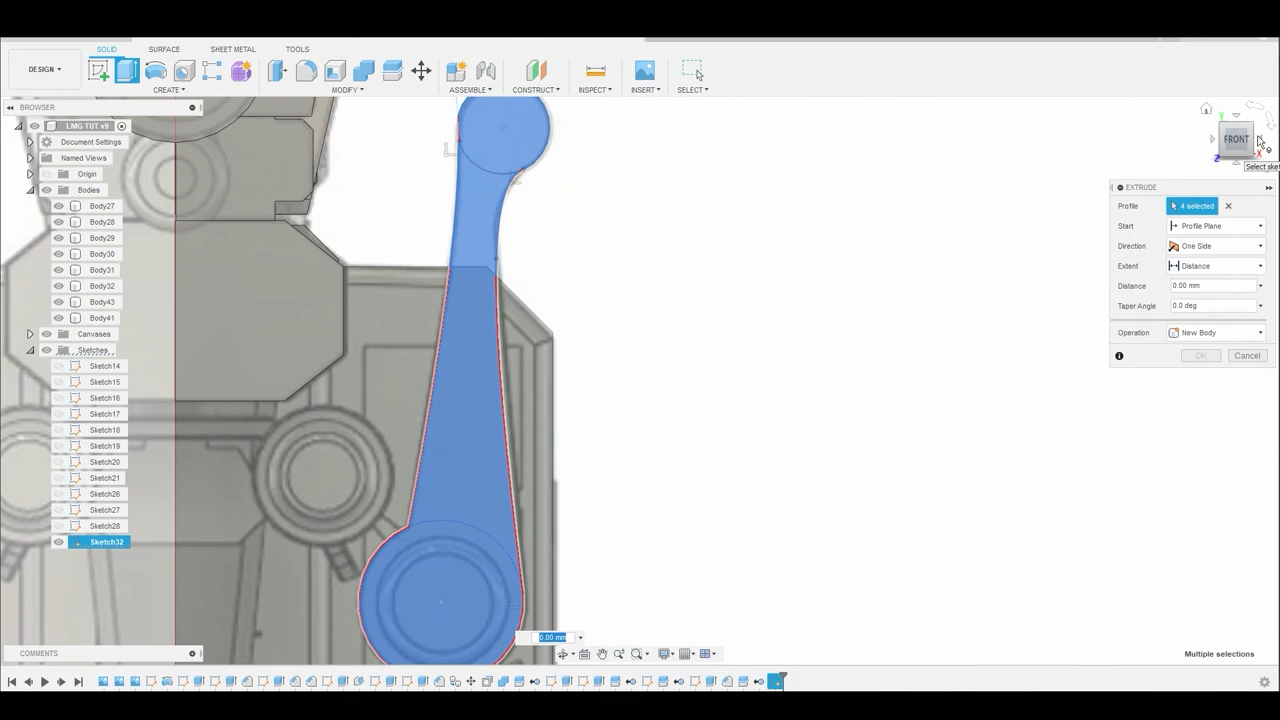 SOLID SURFACE SHEET METAL TOOLS
DESIGN
CREATE MODIFY ASSEMBLE CONSTRUCT INSPECT INSERT SELECT
BROWSER
LMG TUT v9
Document Settings
Named Views
Origin
Bodies
Body27
Body28
Body29
Body30
Body31
Body32
Body43
Body41
Canvases
Sketches
Sketch14
Sketch15
Sketch16
Sketch17
Sketch18
Sketch19
Sketch20
Sketch21
Sketch26
Sketch27
Sketch28
Sketch32
COMMENTS
Y
FRONT
Z
X
Select sket
EXTRUDE
Profile 4 selected
Start Profile Plane
Direction One Side
Extent Distance
Distance 0.00 mm
Taper Angle 0.0 deg
Operation New Body
OK Cancel
0.00 mm
Multiple selections